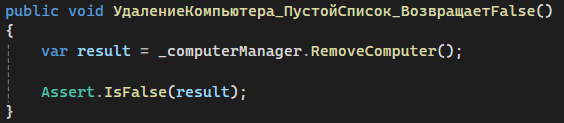 public void УдалениеКомпьютера_ПустойСписок_ВозвращаетFalse()
{
var result = _computerManager.RemoveComputer();
Assert.IsFalse(result);
}